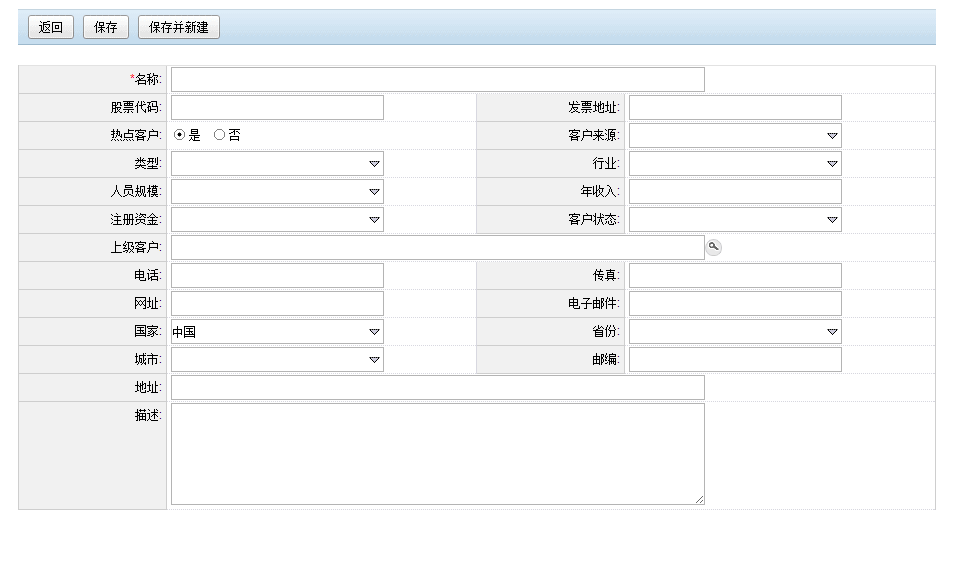 返回 保存 保存并新建
*名称:
股票代码: 发票地址:
热点客户: 是 否 客户来源:
类型: 行业:
人员规模: 年收入:
注册资金: 客户状态:
上级客户:
电话: 传真:
网址: 电子邮件:
国家: 中国 省份:
城市: 邮编:
地址:
描述: